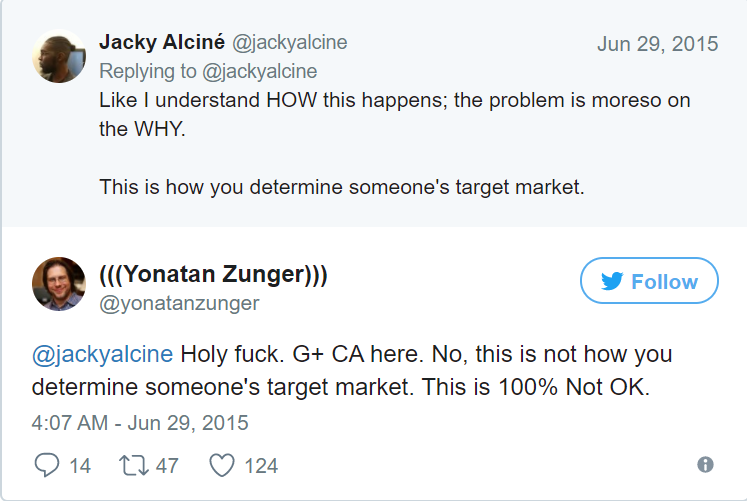 Jacky Alciné @jackyalcine
Jun 29, 2015
Replying to @jackyalcine
Like I understand HOW this happens; the problem is moreso on
the WHY.
This is how you determine someone's target market.
(((Yonatan Zunger)))
Follow
@yonatanzunger
@jackyalcine Holy fuck. G+ CA here. No, this is not how you
determine someone's target market. This is 100% Not OK.
4:07 AM - Jun 29, 2015
14 47 124